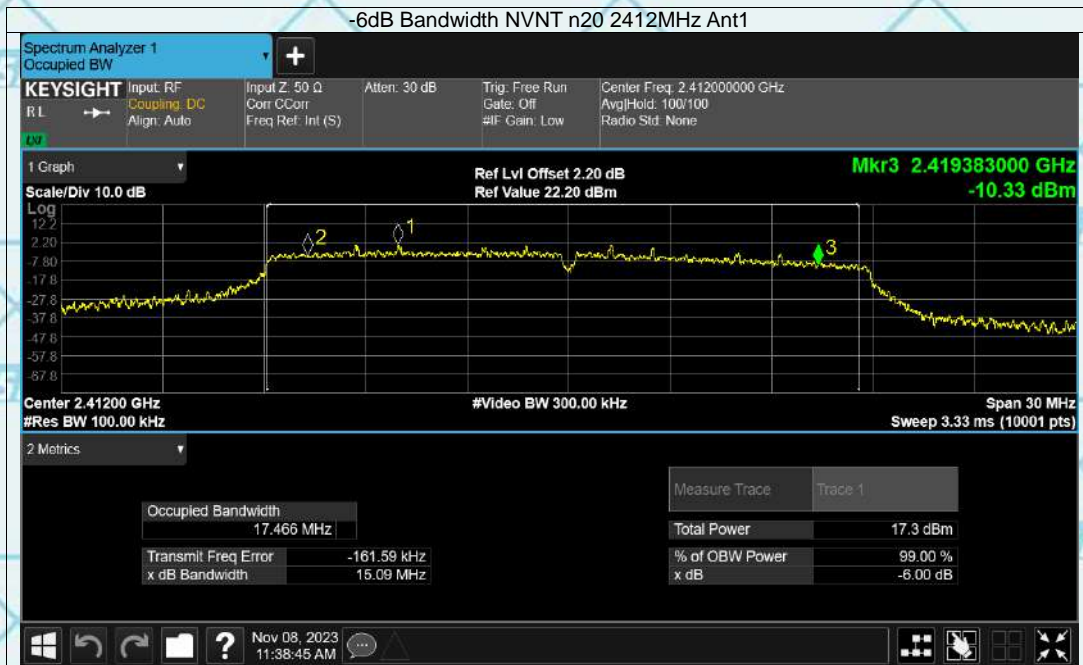 -6dB Bandwidth NVNT n20 2412MHz Ant1
Spectrum Analyzer 1
Occupied BW
+
KEYSIGHT Input: RF Input Z: 50 Ω Atten: 30 dB Trig: Free Run Center Freq: 2.412000000 GHz
RL Coupling: DC Corr CCorr Gate: Off Avg|Hold: 100/100
Align: Auto Freq Ref: Int (S) #IF Gain: Low Radio Std: None
LXI
1 Graph Ref Lvl Offset 2.20 dB Mkr3 2.419383000 GHz
Scale/Div 10.0 dB Ref Value 22.20 dBm -10.33 dBm
Log
12.2
2.20
-7.80
-17.8
-27.8
-37.8
-47.8
-57.8
-67.8
2 1 3
Center 2.41200 GHz #Video BW 300.00 kHz Span 30 MHz
#Res BW 100.00 kHz Sweep 3.33 ms (10001 pts)
2 Metrics
Measure Trace Trace 1
Occupied Bandwidth
17.466 MHz Total Power 17.3 dBm
Transmit Freq Error -161.59 kHz % of OBW Power 99.00 %
x dB Bandwidth 15.09 MHz x dB -6.00 dB
? Nov 08, 2023
11:38:45 AM